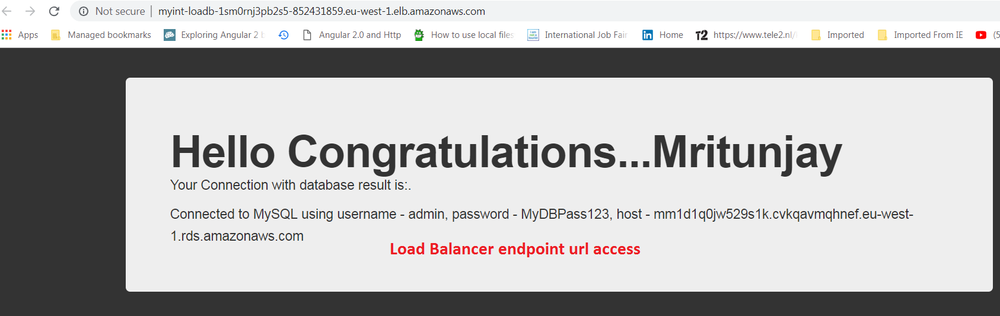 Not secure | myint-loadb-1sm0rnj3pb2s5-852431859.eu-west-1.elb.amazonaws.com
Apps Managed bookmarks Exploring Angular 2 b Angular 2.0 and Http How to use local files International Job Fair Home T2 https://www.tele2.nl/ Imported Imported From IE (5
Hello Congratulations...Mritunjay
Your Connection with database result is:.
Connected to MySQL using username - admin, password - MyDBPass123, host - mm1d1q0jw529s1k.cvkqavmqhnef.eu-west-
1.rds.amazonaws.com
Load Balancer endpoint url access